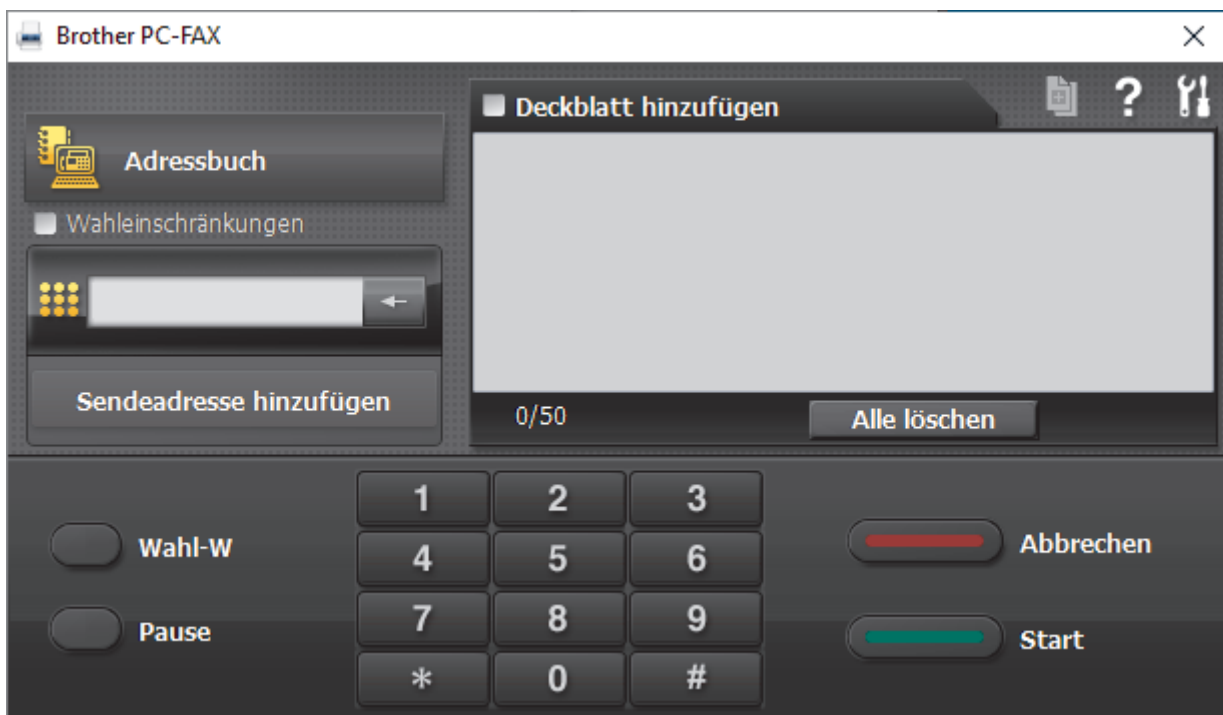 Brother PC-FAX
Deckblatt hinzufügen
?
Adressbuch
Wahleinschränkungen
Sendeadresse hinzufügen
0/50
Alle löschen
1 2 3
Wahl-W
4 5 6
Abbrechen
7 8 9
Pause
Start
* 0 #